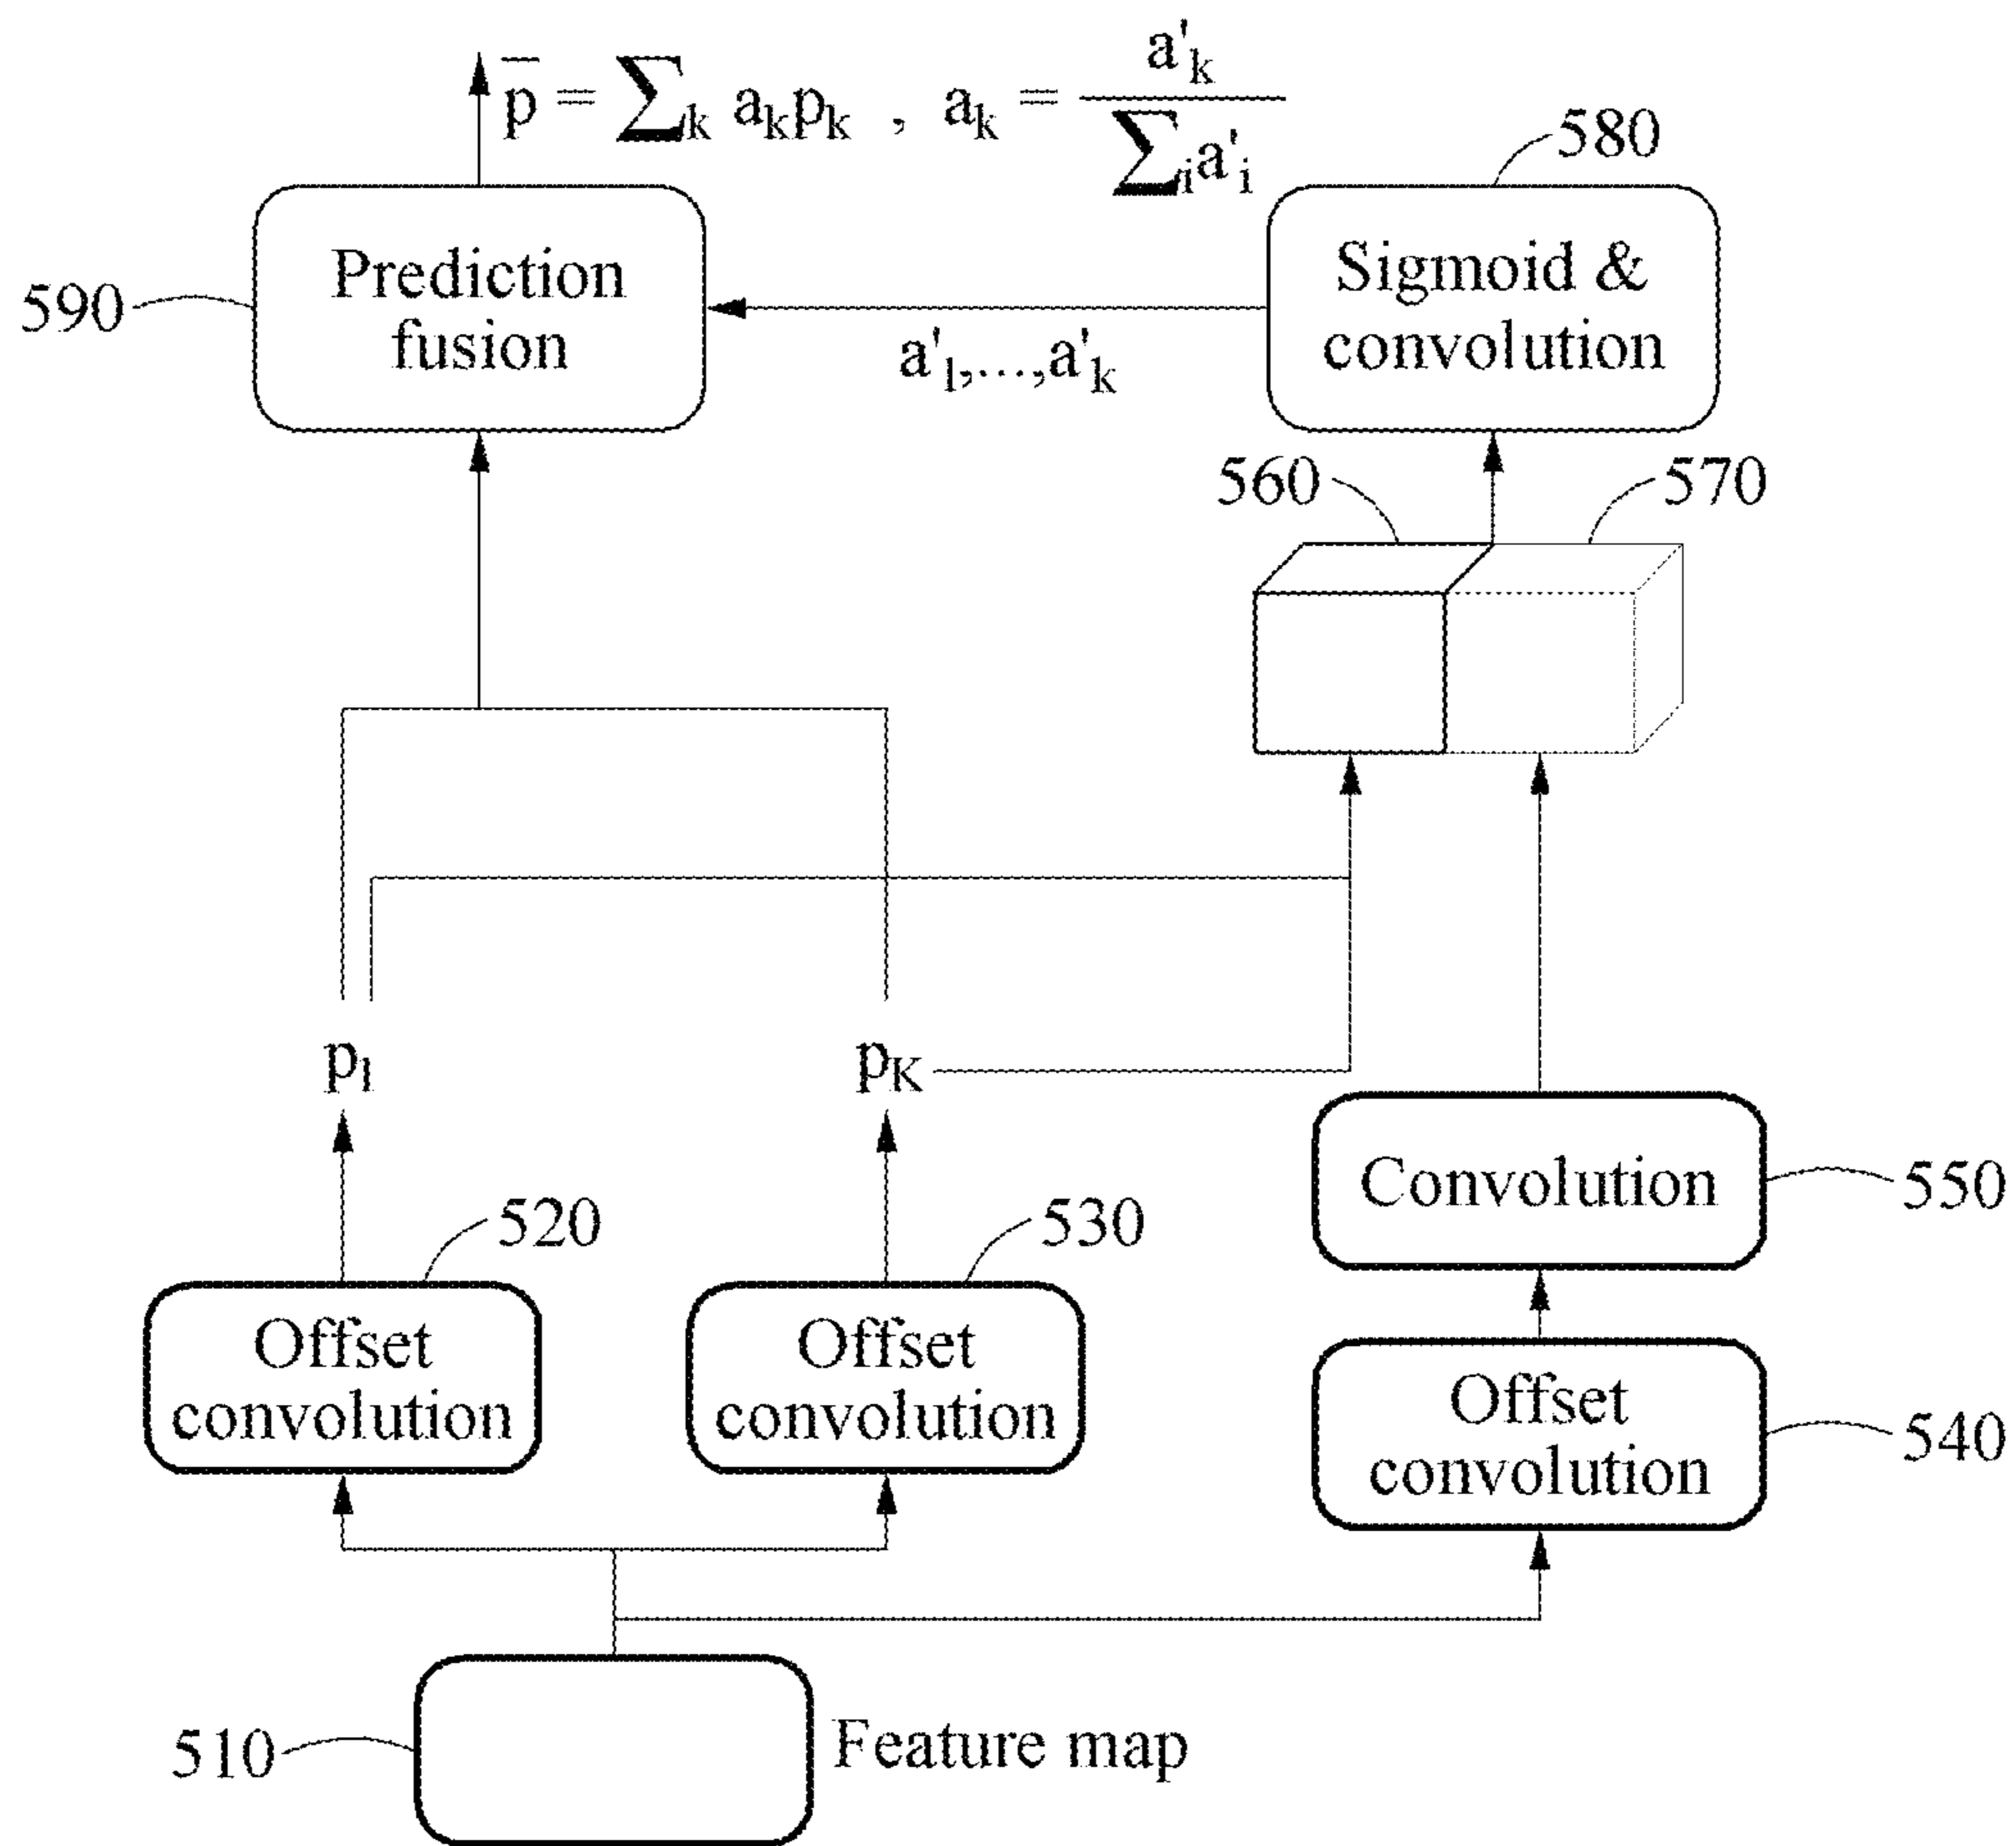 p̅ = ∑ₖ aₖpₖ , aₖ = a'ₖ / ∑ᵢa'ᵢ
580
Prediction
fusion
Sigmoid &
convolution
590
a'₁,...,a'ₖ
560
570
p₁
p_K
Convolution
550
520
530
Offset
convolution
Offset
convolution
Offset
convolution
540
510
Feature map